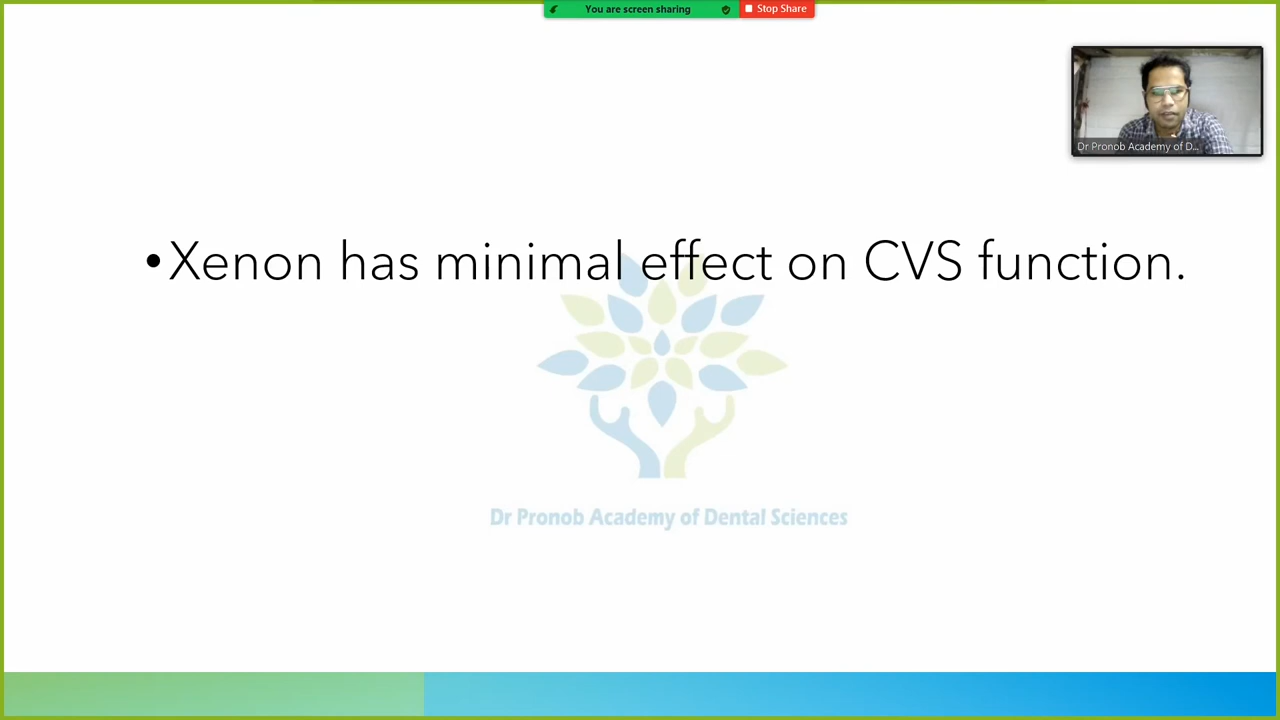 You are screen sharing Stop Share
Dr Pronob Academy of D...
•Xenon has minimal effect on CVS function.
Dr Pronob Academy of Dental Sciences